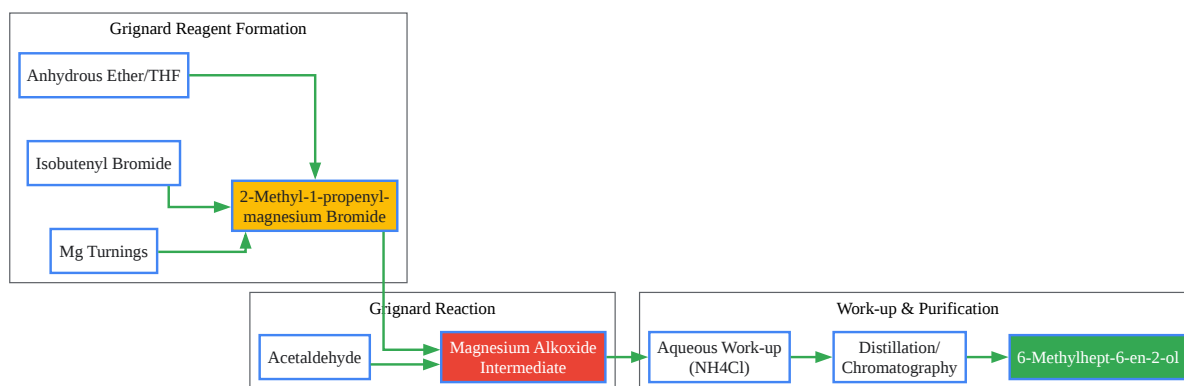 Grignard Reagent Formation
Anhydrous Ether/THF
Isobutenyl Bromide
2-Methyl-1-propenyl-
magnesium Bromide
Mg Turnings
Grignard Reaction
Acetaldehyde
Magnesium Alkoxide
Intermediate
Work-up & Purification
Aqueous Work-up
(NH4Cl)
Distillation/
Chromatography
6-Methylhept-6-en-2-ol